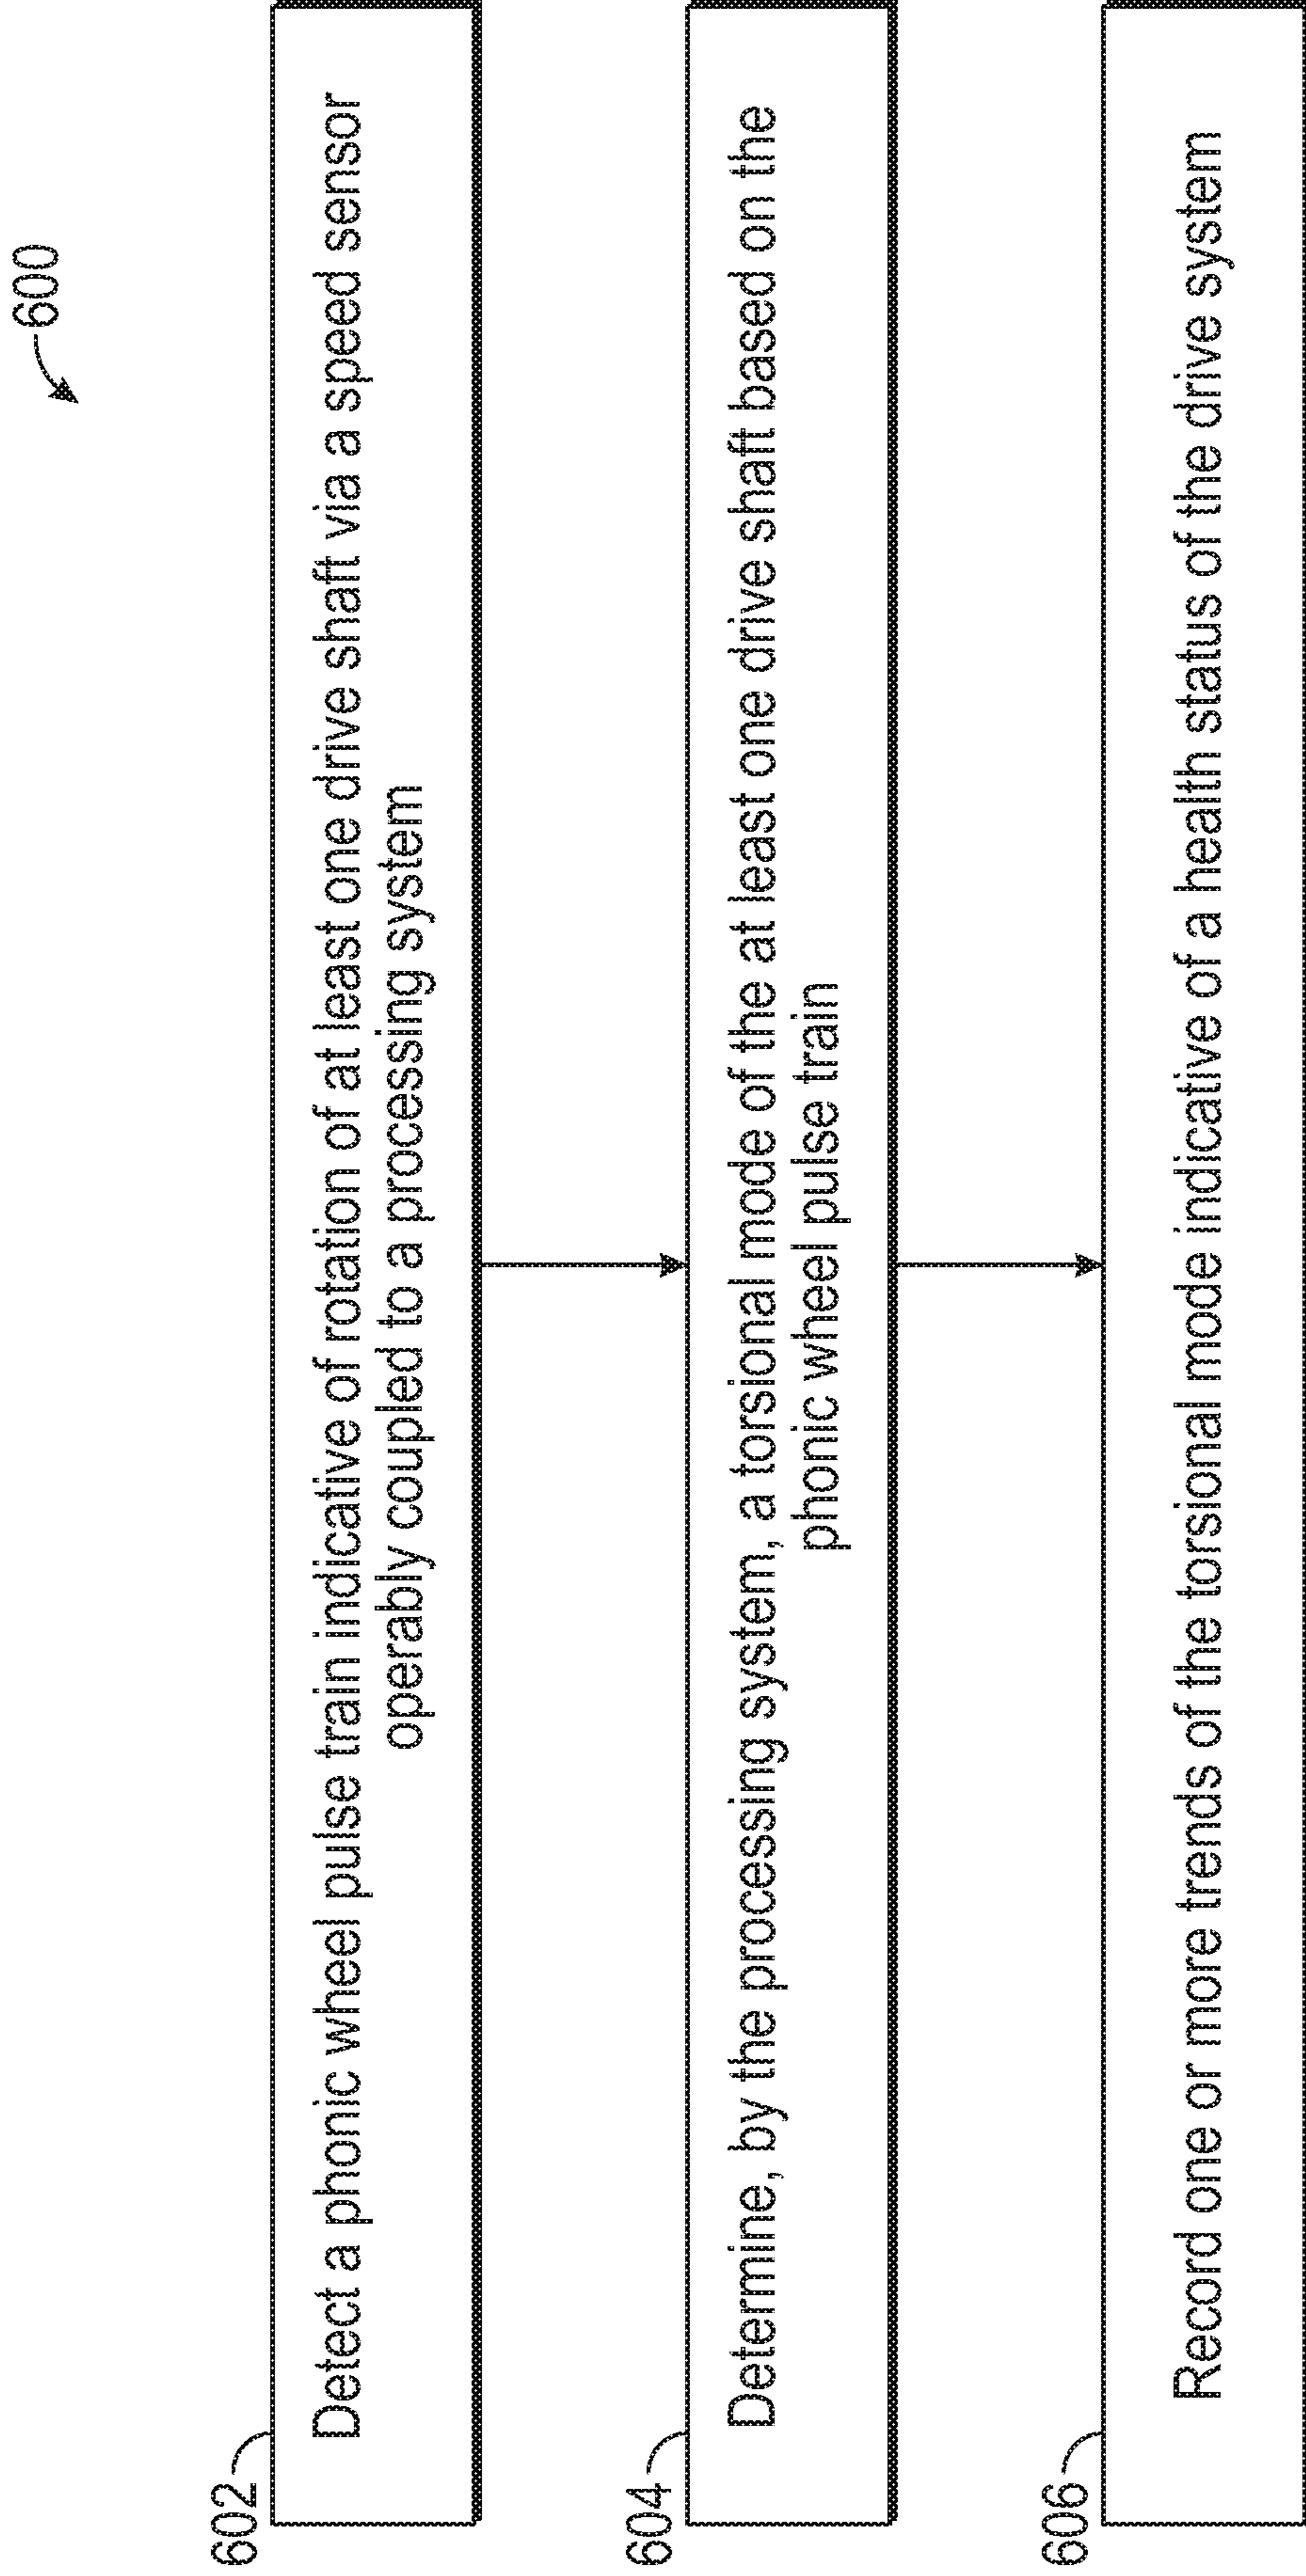 600
602
Detect a phonic wheel pulse train indicative of rotation of at least one drive shaft via a speed sensor
operably coupled to a processing system
604
Determine, by the processing system, a torsional mode of the at least one drive shaft based on the
phonic wheel pulse train
606
Record one or more trends of the torsional mode indicative of a health status of the drive system